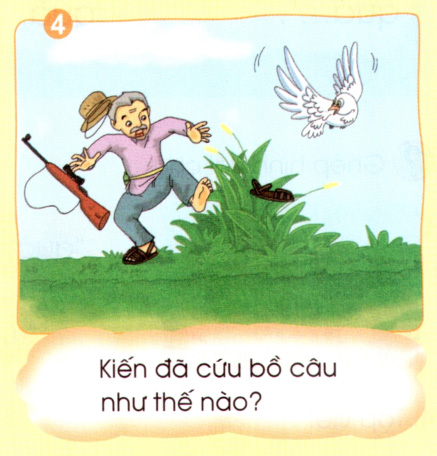 4
Kiến đã cứu bồ câu
như thế nào?